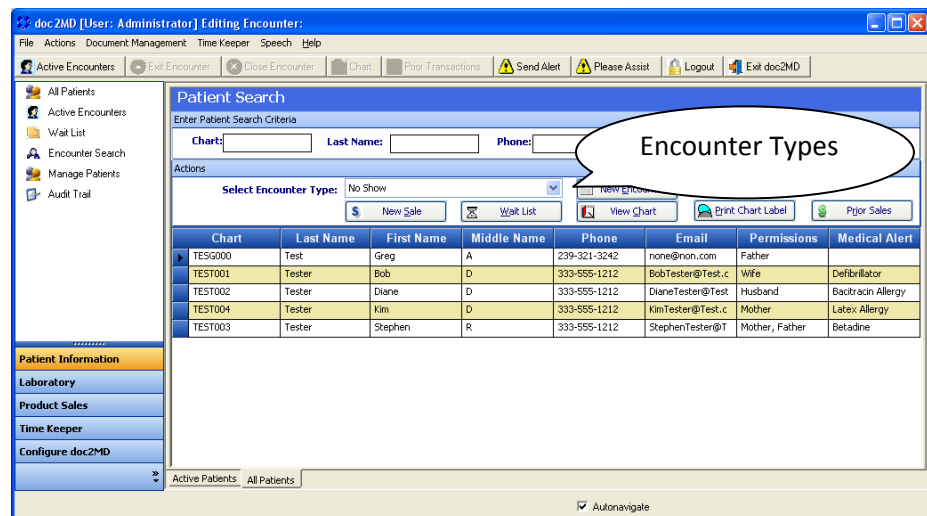 doc2MD [User: Administrator] Editing Encounter:
File Actions Document Management Time Keeper Speech Help
Active Encounters Exit Encounter Close Encounter Chart Prior Transactions Send Alert Please Assist Logout Exit doc2MD
All Patients
Active Encounters
Wait List
Encounter Search
Manage Patients
Audit Trail
Patient Information
Laboratory
Product Sales
Time Keeper
Configure doc2MD
Patient Search
Enter Patient Search Criteria
Chart: Last Name: Phone:
Encounter Types
Actions
Select Encounter Type: No Show New Encou
$ New Sale Wait List View Chart Print Chart Label $ Prior Sales
Chart Last Name First Name Middle Name Phone Email Permissions Medical Alert
TESG000 Test Greg A 239-321-3242 none@non.com Father
TEST001 Tester Bob D 333-555-1212 BobTester@Test.c Wife Defibrillator
TEST002 Tester Diane D 333-555-1212 DianeTester@Test Husband Bacitracin Allergy
TEST004 Tester Kim D 333-555-1212 KimTester@Test.c Mother Latex Allergy
TEST003 Tester Stephen R 333-555-1212 StephenTester@T Mother, Father Betadine
Active Patients All Patients
Autonavigate